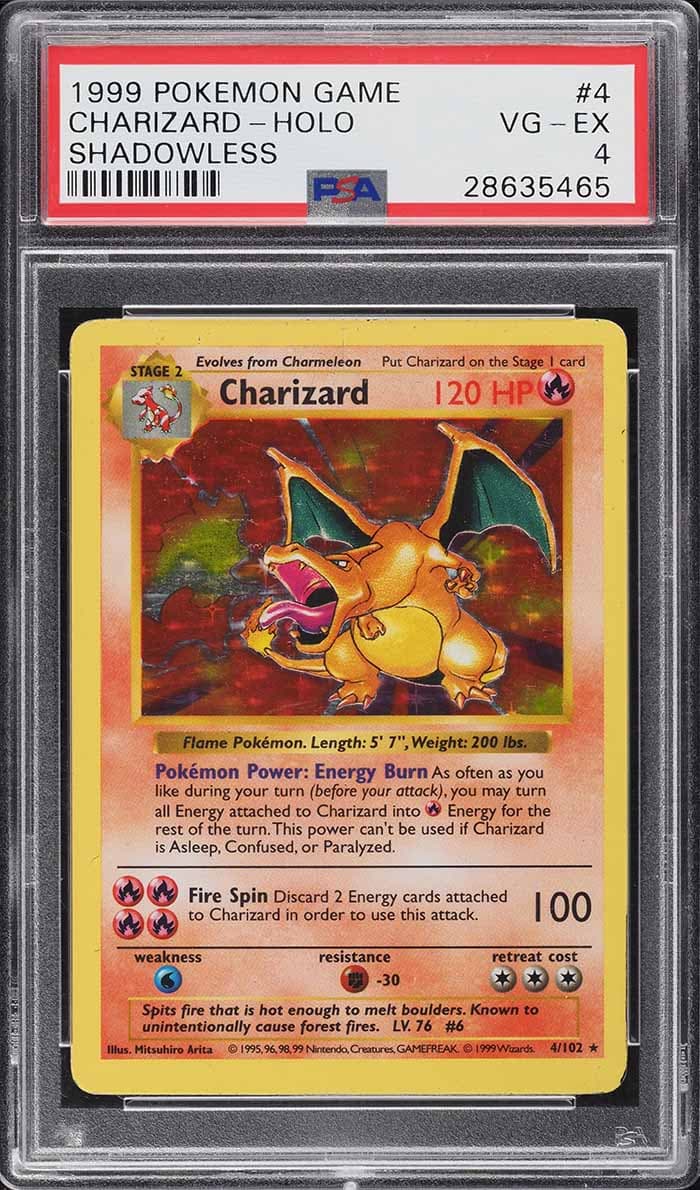 1999 POKEMON GAME #4
CHARIZARD - HOLO VG - EX
SHADOWLESS 4
PSA 28635465
Evolves from Charmeleon Put Charizard on the Stage 1 card
STAGE 2
Charizard 120 HP
Flame Pokémon. Length: 5' 7", Weight: 200 lbs.
Pokémon Power: Energy Burn As often as you
like during your turn (before your attack), you may turn
all Energy attached to Charizard into Energy for the
rest of the turn. This power can't be used if Charizard
is Asleep, Confused, or Paralyzed.
Fire Spin Discard 2 Energy cards attached
to Charizard in order to use this attack. 100
weakness resistance retreat cost
-30
Spits fire that is hot enough to melt boulders. Known to
unintentionally cause forest fires. LV. 76 #6
Illus. Mitsuhiro Arita © 1995, 96, 98, 99 Nintendo, Creatures, GAMEFREAK. © 1999 Wizards. 4/102 ★
PSA